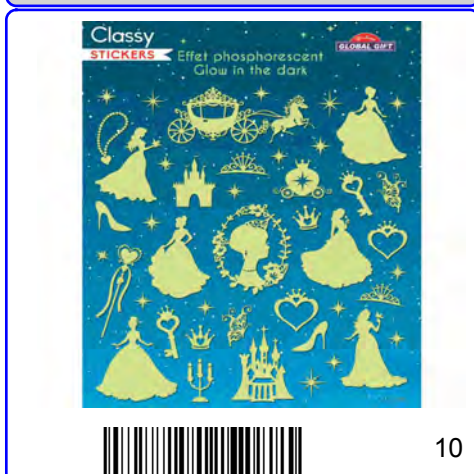 Classy
STICKERS
GLOBAL GIFT
Effet phosphorescent
Glow in the dark
10